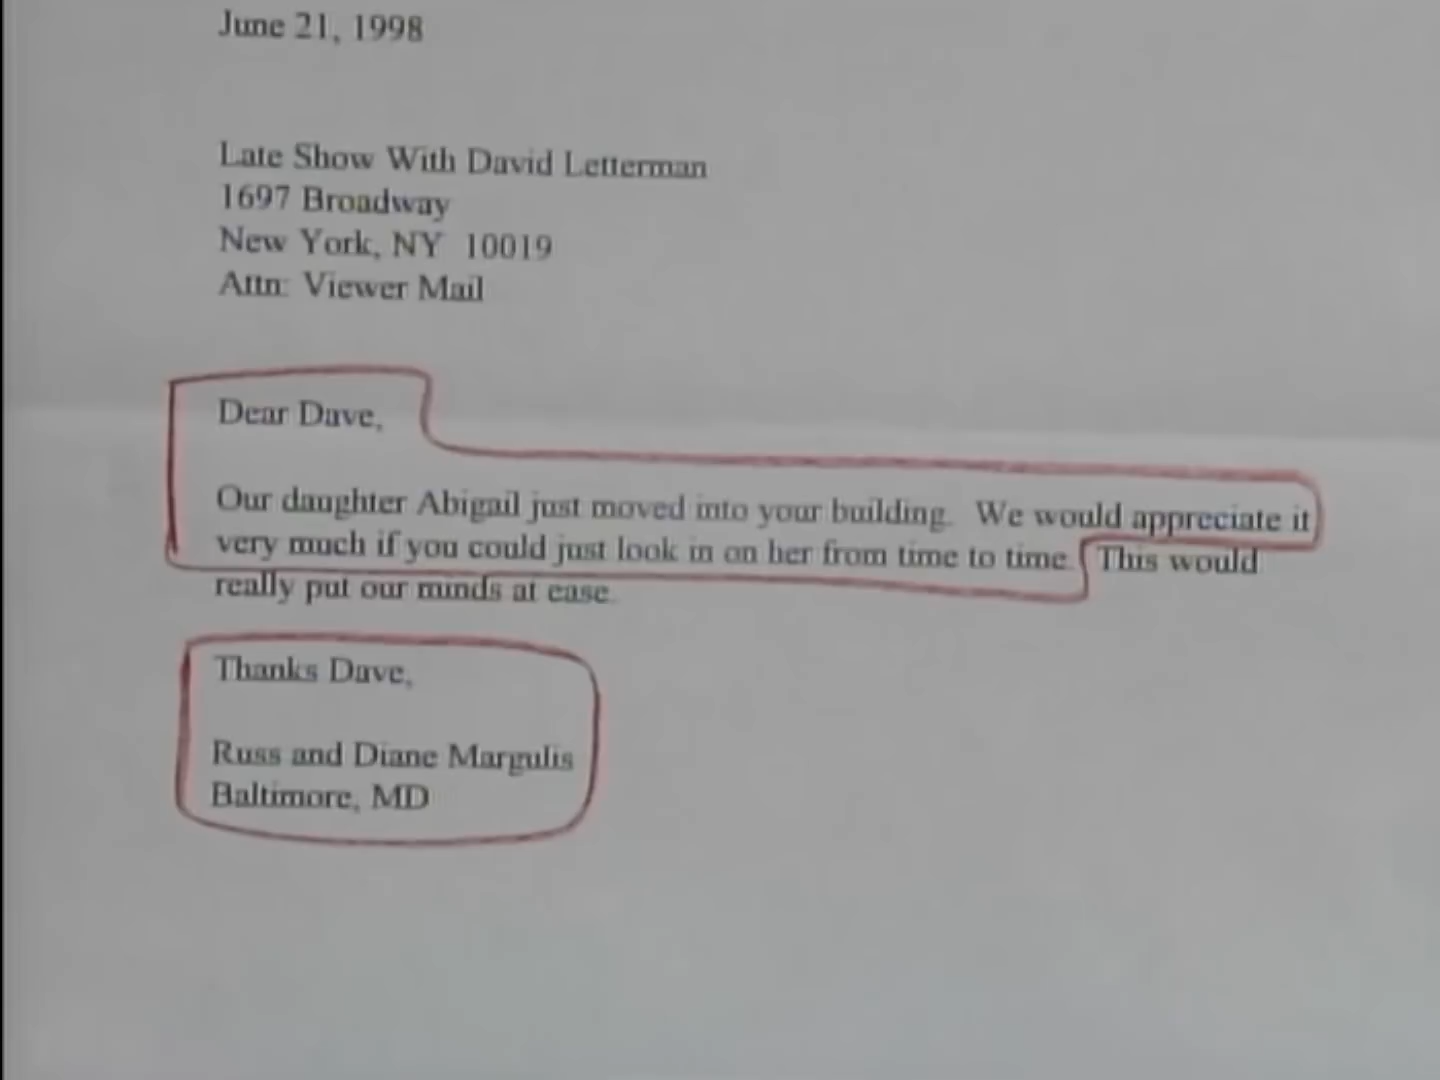 June 21, 1998
Late Show With David Letterman
1697 Broadway
New York, NY 10019
Attn: Viewer Mail
Dear Dave,
Our daughter Abigail just moved into your building. We would appreciate it
very much if you could just look in on her from time to time. This would
really put our minds at ease.
Thanks Dave,
Russ and Diane Margulis
Baltimore, MD